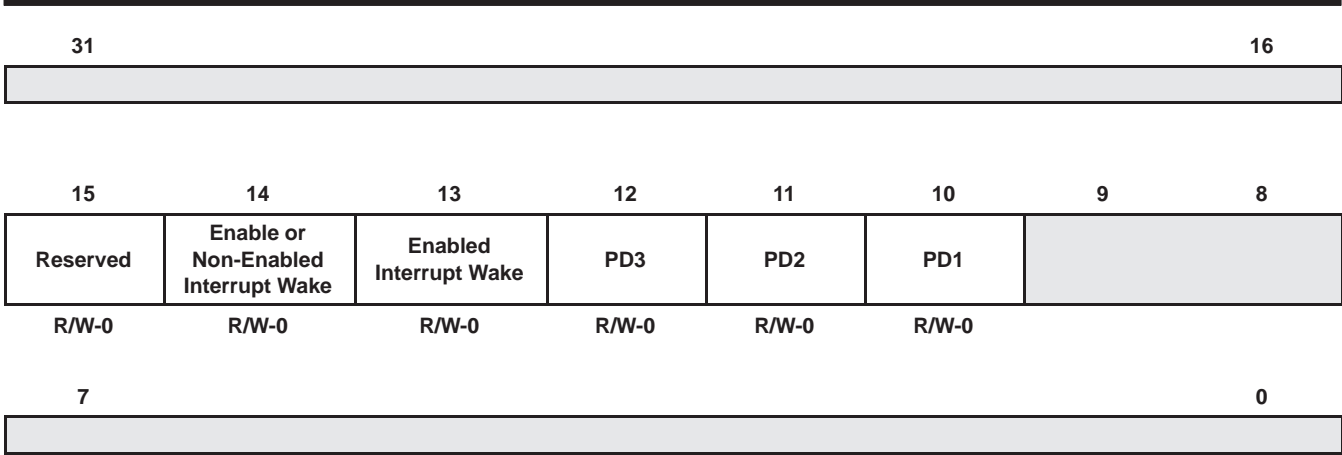 31 16
15 14 13 12 11 10 9 8
Reserved
Enable or
Non-Enabled
Interrupt Wake
Enabled
Interrupt Wake
PD3
PD2
PD1
R/W-0 R/W-0 R/W-0 R/W-0 R/W-0 R/W-0
7 0